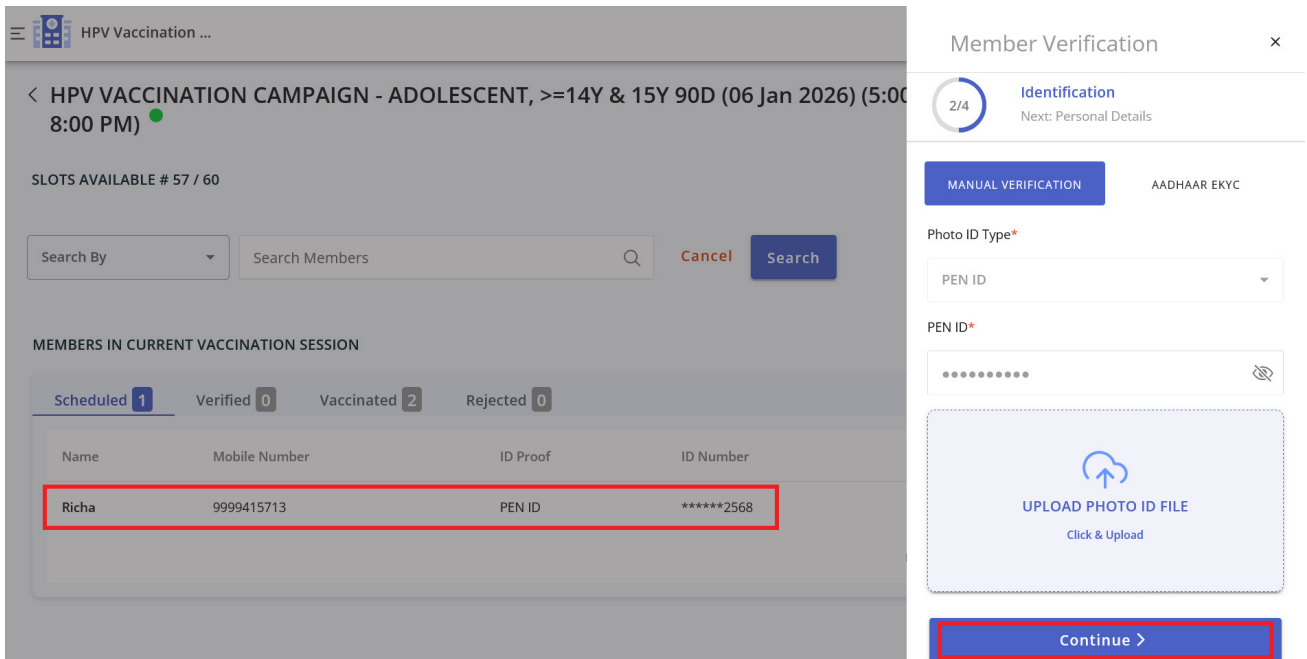 HPV Vaccination ...
HPV VACCINATION CAMPAIGN - ADOLESCENT, >=14Y & 15Y 90D (06 Jan 2026) (5:00
8:00 PM)
SLOTS AVAILABLE # 57 / 60
Search By
Search Members
Cancel
Search
MEMBERS IN CURRENT VACCINATION SESSION
Scheduled 1 Verified 0 Vaccinated 2 Rejected 0
Name Mobile Number ID Proof ID Number
Richa 9999415713 PEN ID ******2568
Member Verification ×
2/4
Identification
Next: Personal Details
MANUAL VERIFICATION AADHAAR EKYC
Photo ID Type*
PEN ID
PEN ID*
••••••••••
UPLOAD PHOTO ID FILE
Click & Upload
Continue >